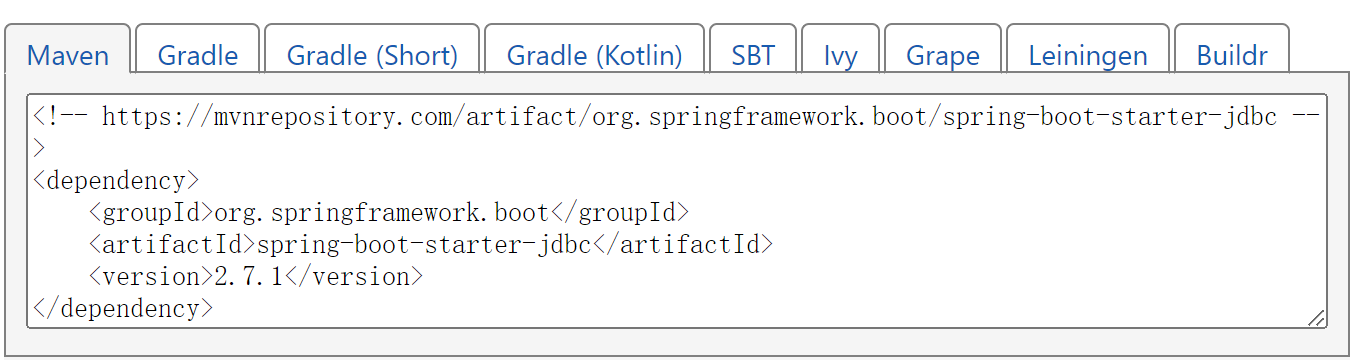 Maven Gradle Gradle (Short) Gradle (Kotlin) SBT Ivy Grape Leiningen Buildr
<!-- https://mvnrepository.com/artifact/org.springframework.boot/spring-boot-starter-jdbc --
>
<dependency>
    <groupId>org.springframework.boot</groupId>
    <artifactId>spring-boot-starter-jdbc</artifactId>
    <version>2.7.1</version>
</dependency>